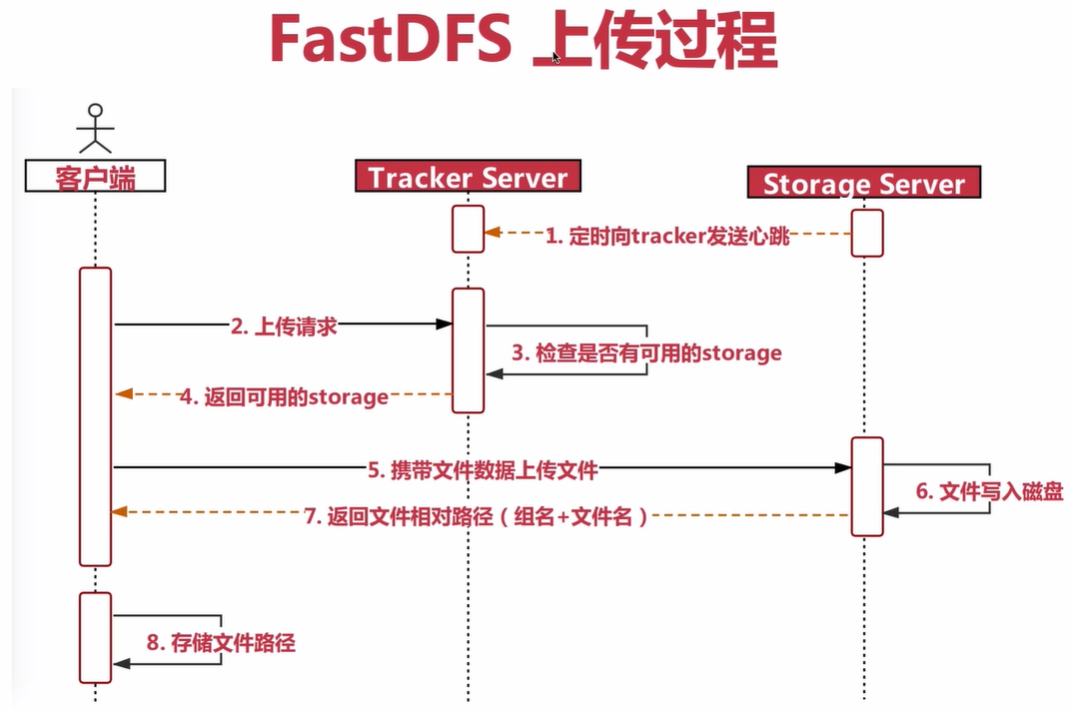 FastDFS 上传过程
客户端
Tracker Server
Storage Server
1. 定时向tracker发送心跳
2. 上传请求
3. 检查是否有可用的storage
4. 返回可用的storage
5. 携带文件数据上传文件
6. 文件写入磁盘
7. 返回文件相对路径（组名+文件名）
8. 存储文件路径